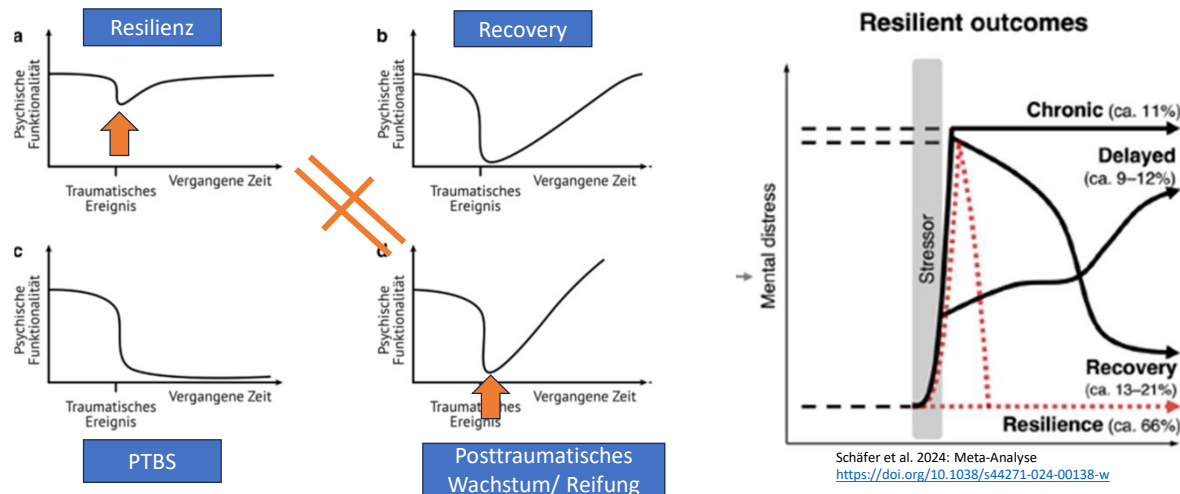 Resilienz
a
Psychische
Funktionalität
Traumatisches
Ereignis
Vergangene Zeit
Recovery
b
Psychische
Funktionalität
Traumatisches
Ereignis
Vergangene Zeit
c
Psychische
Funktionalität
Traumatisches
Ereignis
Vergangene Zeit
PTBS
d
Psychische
Funktionalität
Traumatisches
Ereignis
Vergangene Zeit
Posttraumatisches
Wachstum/ Reifung
Resilient outcomes
Mental distress
Stressor
Chronic (ca. 11%)
Delayed
(ca. 9–12%)
Recovery
(ca. 13–21%)
Resilience (ca. 66%)
Schäfer et al. 2024: Meta-Analyse
https://doi.org/10.1038/s44271-024-00138-w